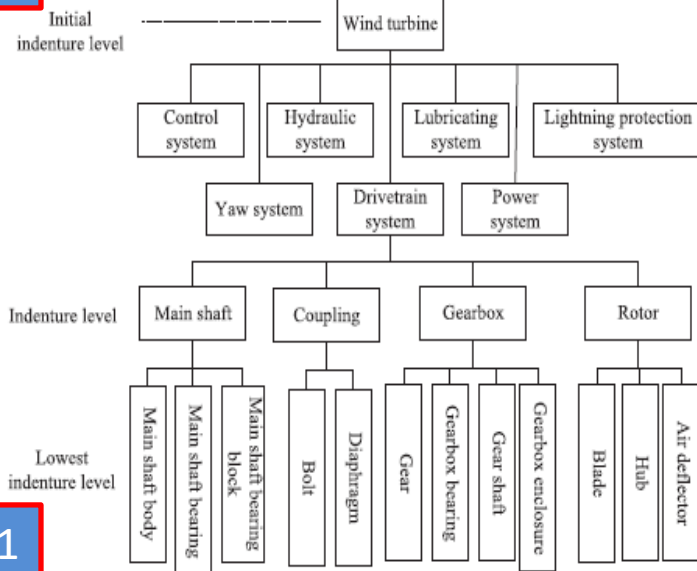 Initial
indenture level
Wind turbine
Control
system
Hydraulic
system
Lubricating
system
Lightning protection
system
Yaw system
Drivetrain
system
Power
system
Indenture level
Main shaft
Coupling
Gearbox
Rotor
Lowest
indenture level
Main shaft body
Main shaft bearing
Main shaft bearing
block
Bolt
Diaphragm
Gear
Gearbox bearing
Gear shaft
Gearbox enclosure
Blade
Hub
Air deflector
1